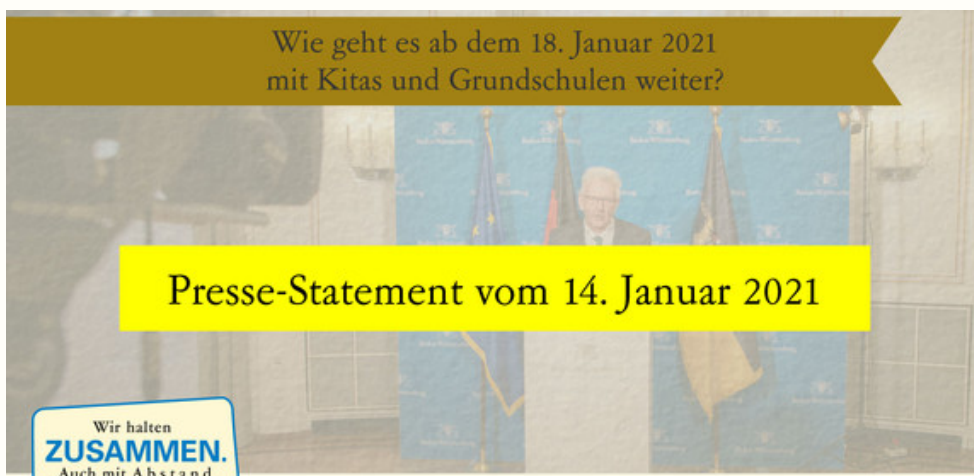 Wie geht es ab dem 18. Januar 2021
mit Kitas und Grundschulen weiter?
Presse-Statement vom 14. Januar 2021
Wir halten
ZUSAMMEN.
Auch mit Abstand